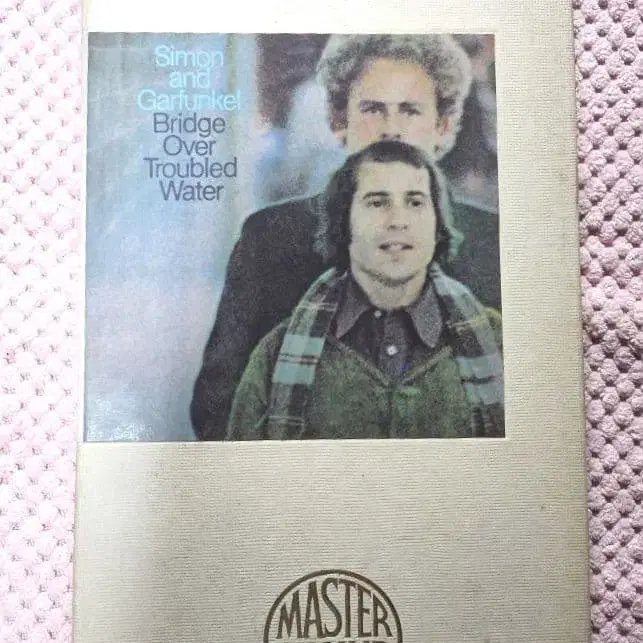 Simon
and
Garfunkel
Bridge
Over
Troubled
Water
MASTER